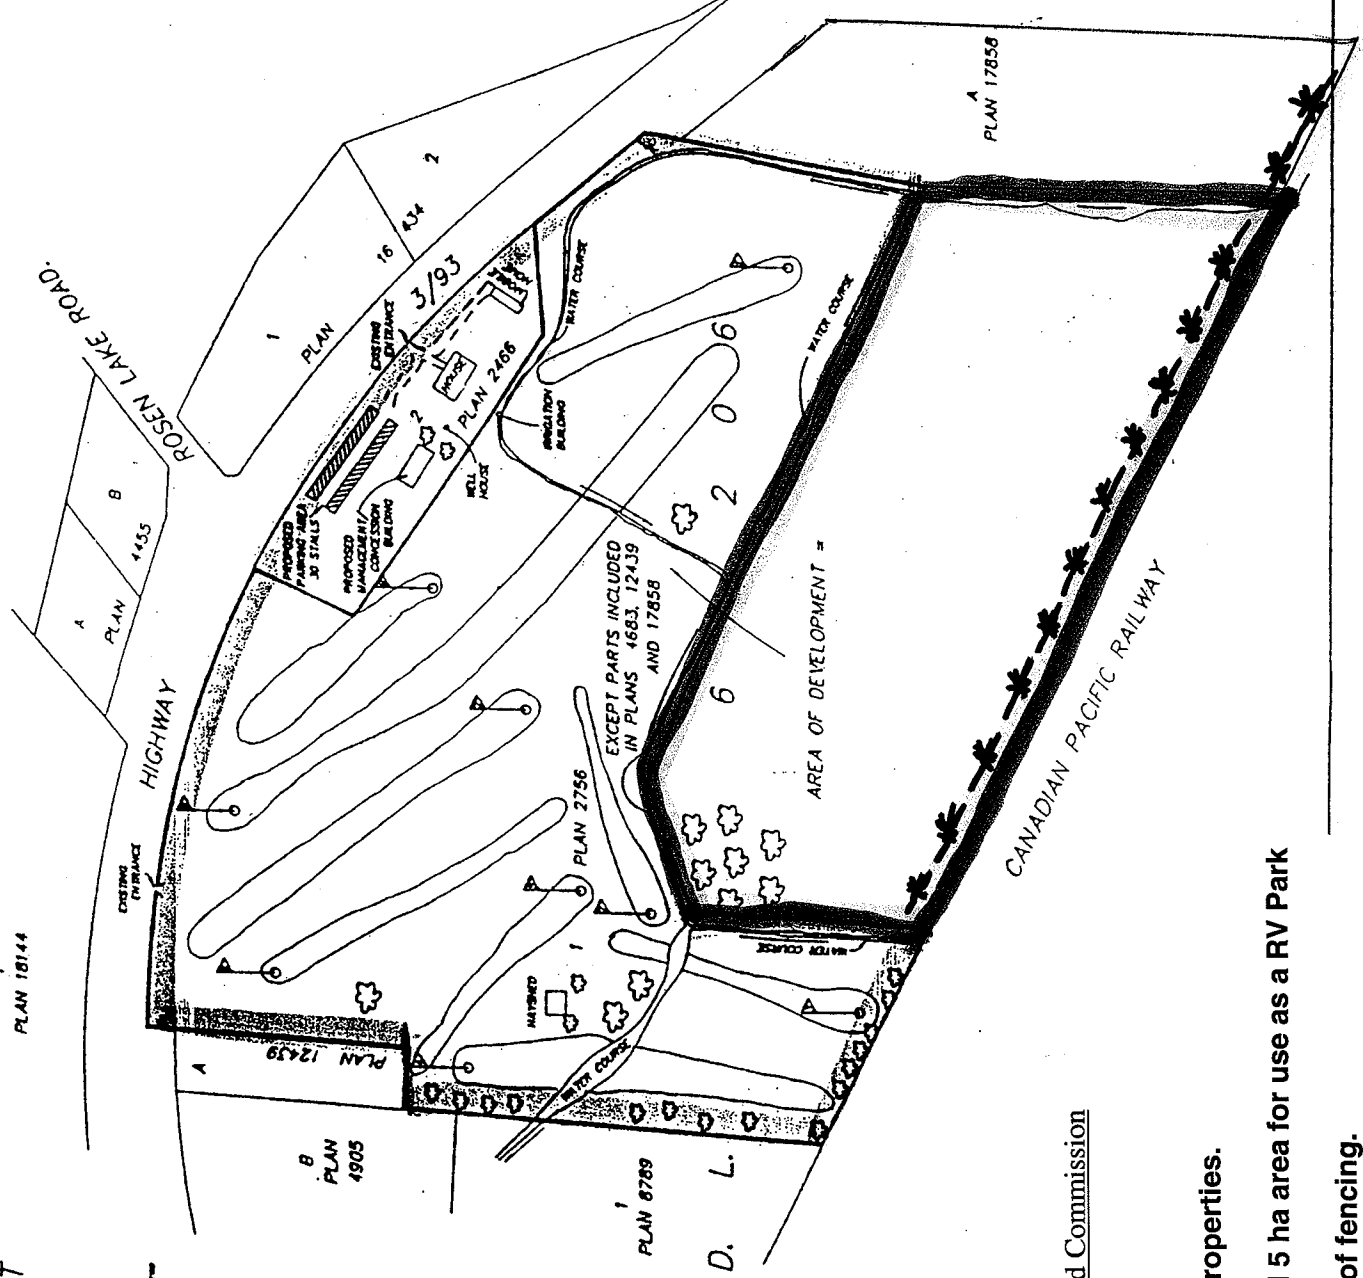 ROSEN LAKE ROAD.
HIGHWAY
3/93
PLAN 18144
A
B
PLAN 4455
1
PLAN
16 434
2
A
PLAN 17858
EXISTING
ENTRANCE
MOBILE
HOME
HOUSE
2
PLAN 2466
PROPOSED
PARKING AREA
30 STALLS
PROPOSED
MANAGEMENT/
CONCESSION
BUILDING
WELL
HOUSE
IRRIGATION
BUILDING
WATER COURSE
WATER COURSE
EXISTING
ENTRANCE
EXCEPT PARTS INCLUDED
IN PLANS 4683, 12439
AND 17858
PLAN 2756
1
HAYSHED
WATER COURSE
WATER COURSE
A
PLAN 12439
B
PLAN
4905
1
PLAN 8789
D. L. 6 2 0 6
AREA OF DEVELOPMENT =
CANADIAN PACIFIC RAILWAY
d Commission
roperties.
5 ha area for use as a RV Park
of fencing.